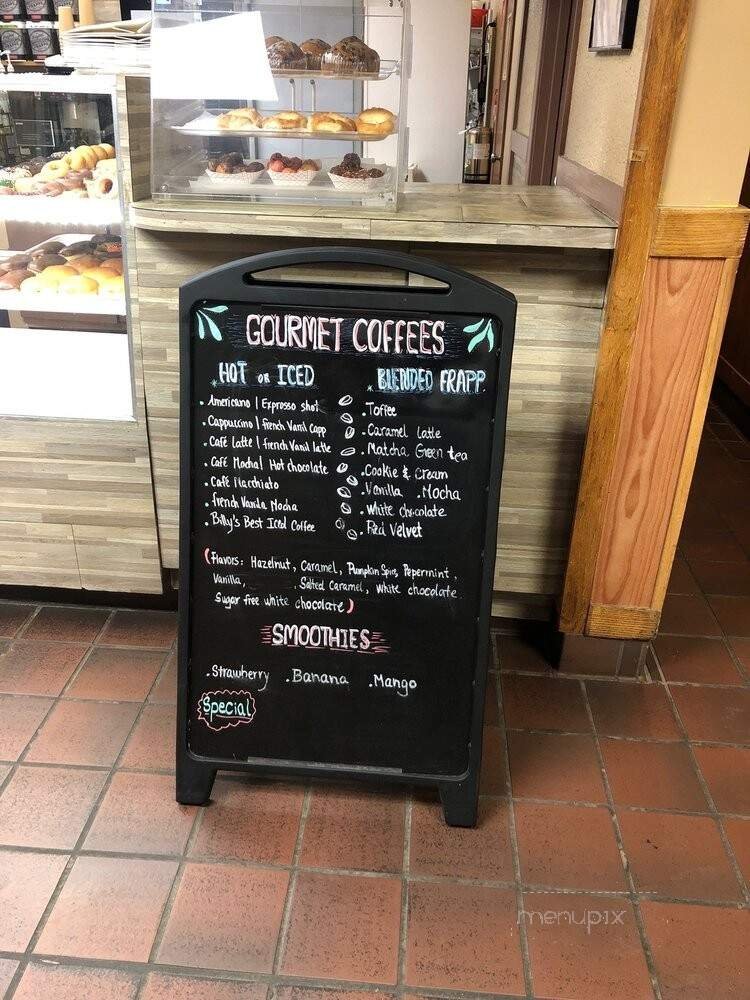 GOURMET COFFEES
HOT OR ICED
. Americano | Exprosso shot
. Cappuccino | french Vanil Capp
. Café Latte | french Vanil latte
. Café Mocha | Hot chocolate
. Café Macchiato
. french Vanila Mocha
. Billy's Best Iced Coffee
BLENDED FRAPP
. Toffee
. Caramel Latte
. Matcha Green tea
. Cookie & Cream
. Vanilla . Mocha
. White chocolate
. Red Velvet
(Flavors: Hazelnut, Caramel, Pumpkin Spice, Pepermint,
Vanilla, . Salted Caramel, White chocolate
Sugar free white chocolate)
SMOOTHIES
. Strawberry . Banana . Mango
Special
menupix